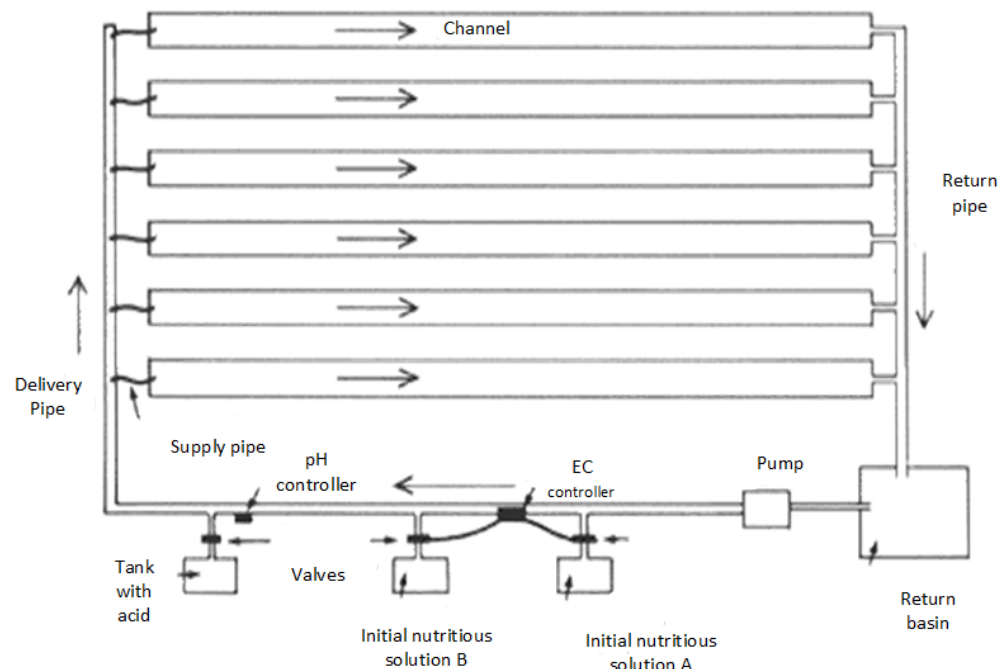 Channel
Return
pipe
Delivery
Pipe
Supply pipe
pH
controller
EC
controller
Pump
Tank
with
acid
Valves
Initial nutritious
solution B
Initial nutritious
solution A
Return
basin